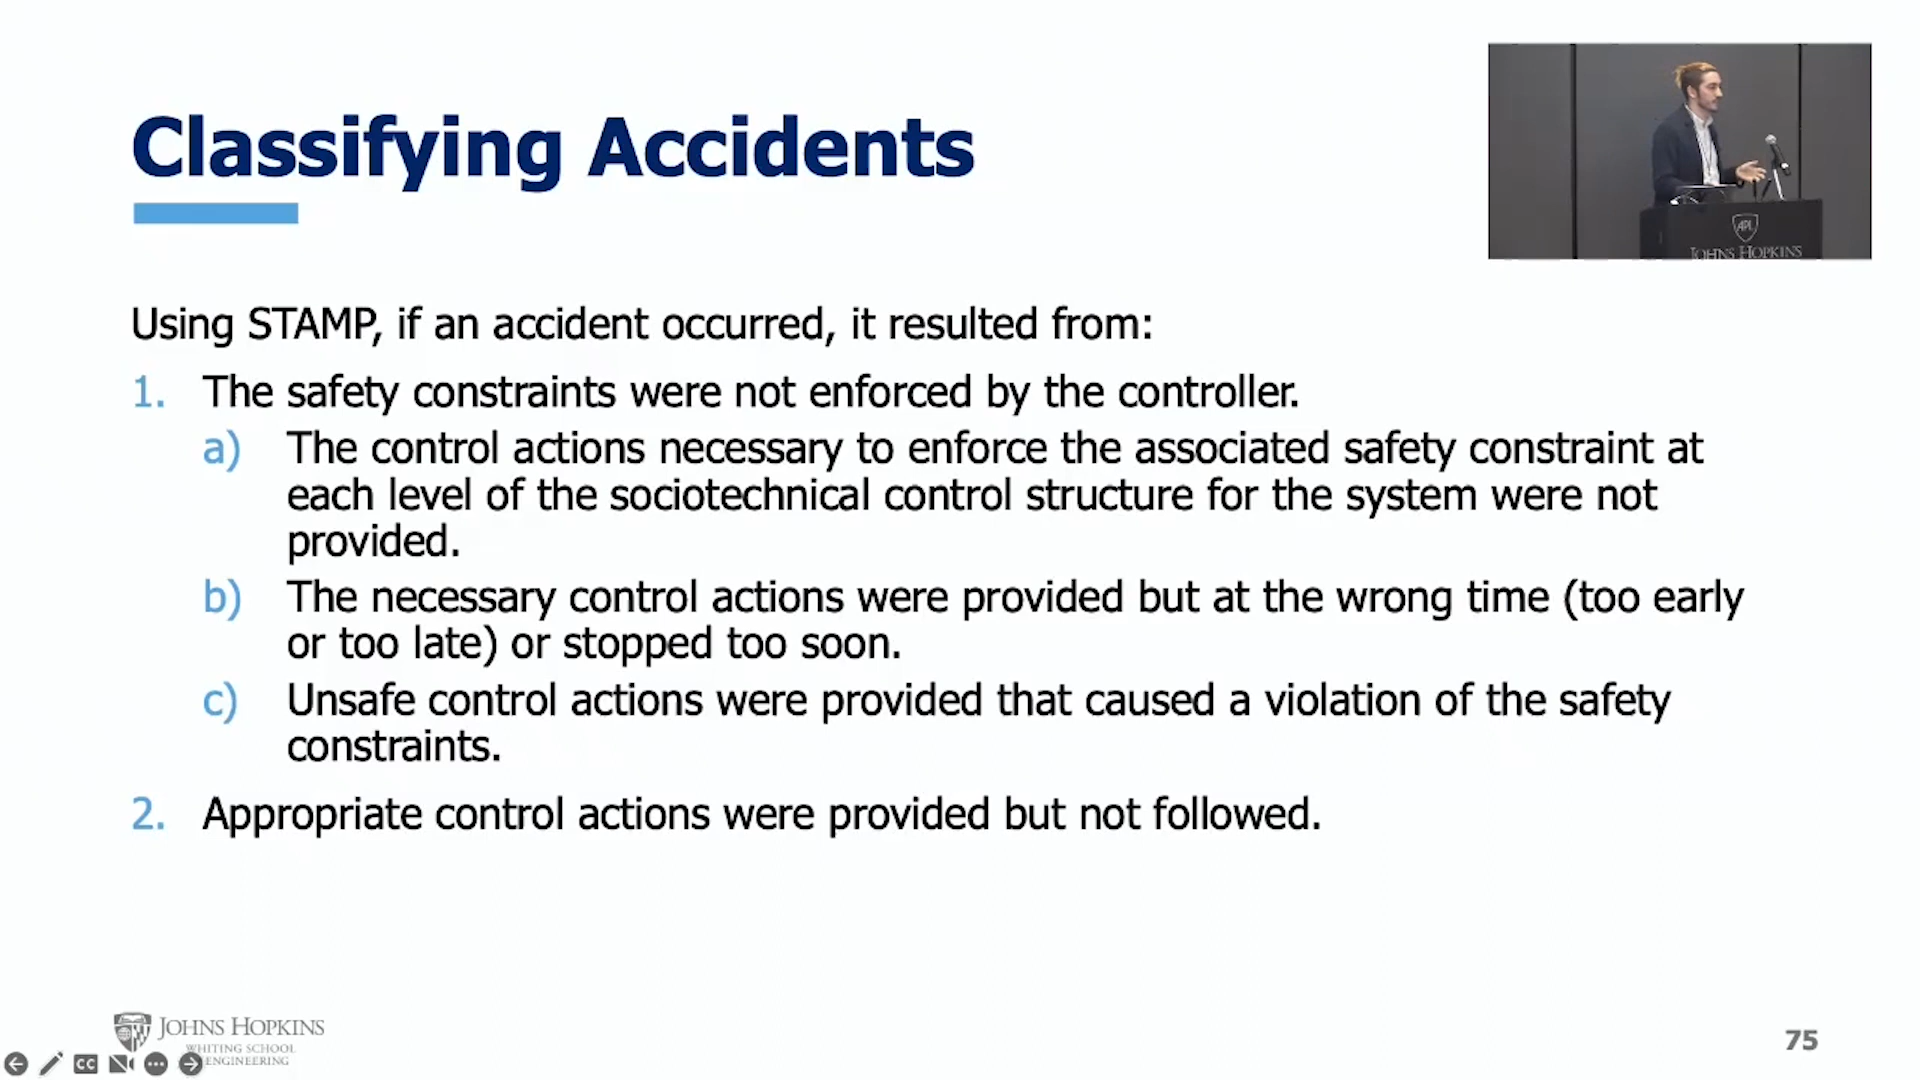 Classifying Accidents
APL
JOHNS HOPKINS
Using STAMP, if an accident occurred, it resulted from:
1. The safety constraints were not enforced by the controller.
a) The control actions necessary to enforce the associated safety constraint at
each level of the sociotechnical control structure for the system were not
provided.
b) The necessary control actions were provided but at the wrong time (too early
or too late) or stopped too soon.
c) Unsafe control actions were provided that caused a violation of the safety
constraints.
2. Appropriate control actions were provided but not followed.
JOHNS HOPKINS
WHITING SCHOOL
ENGINEERING
CC
75